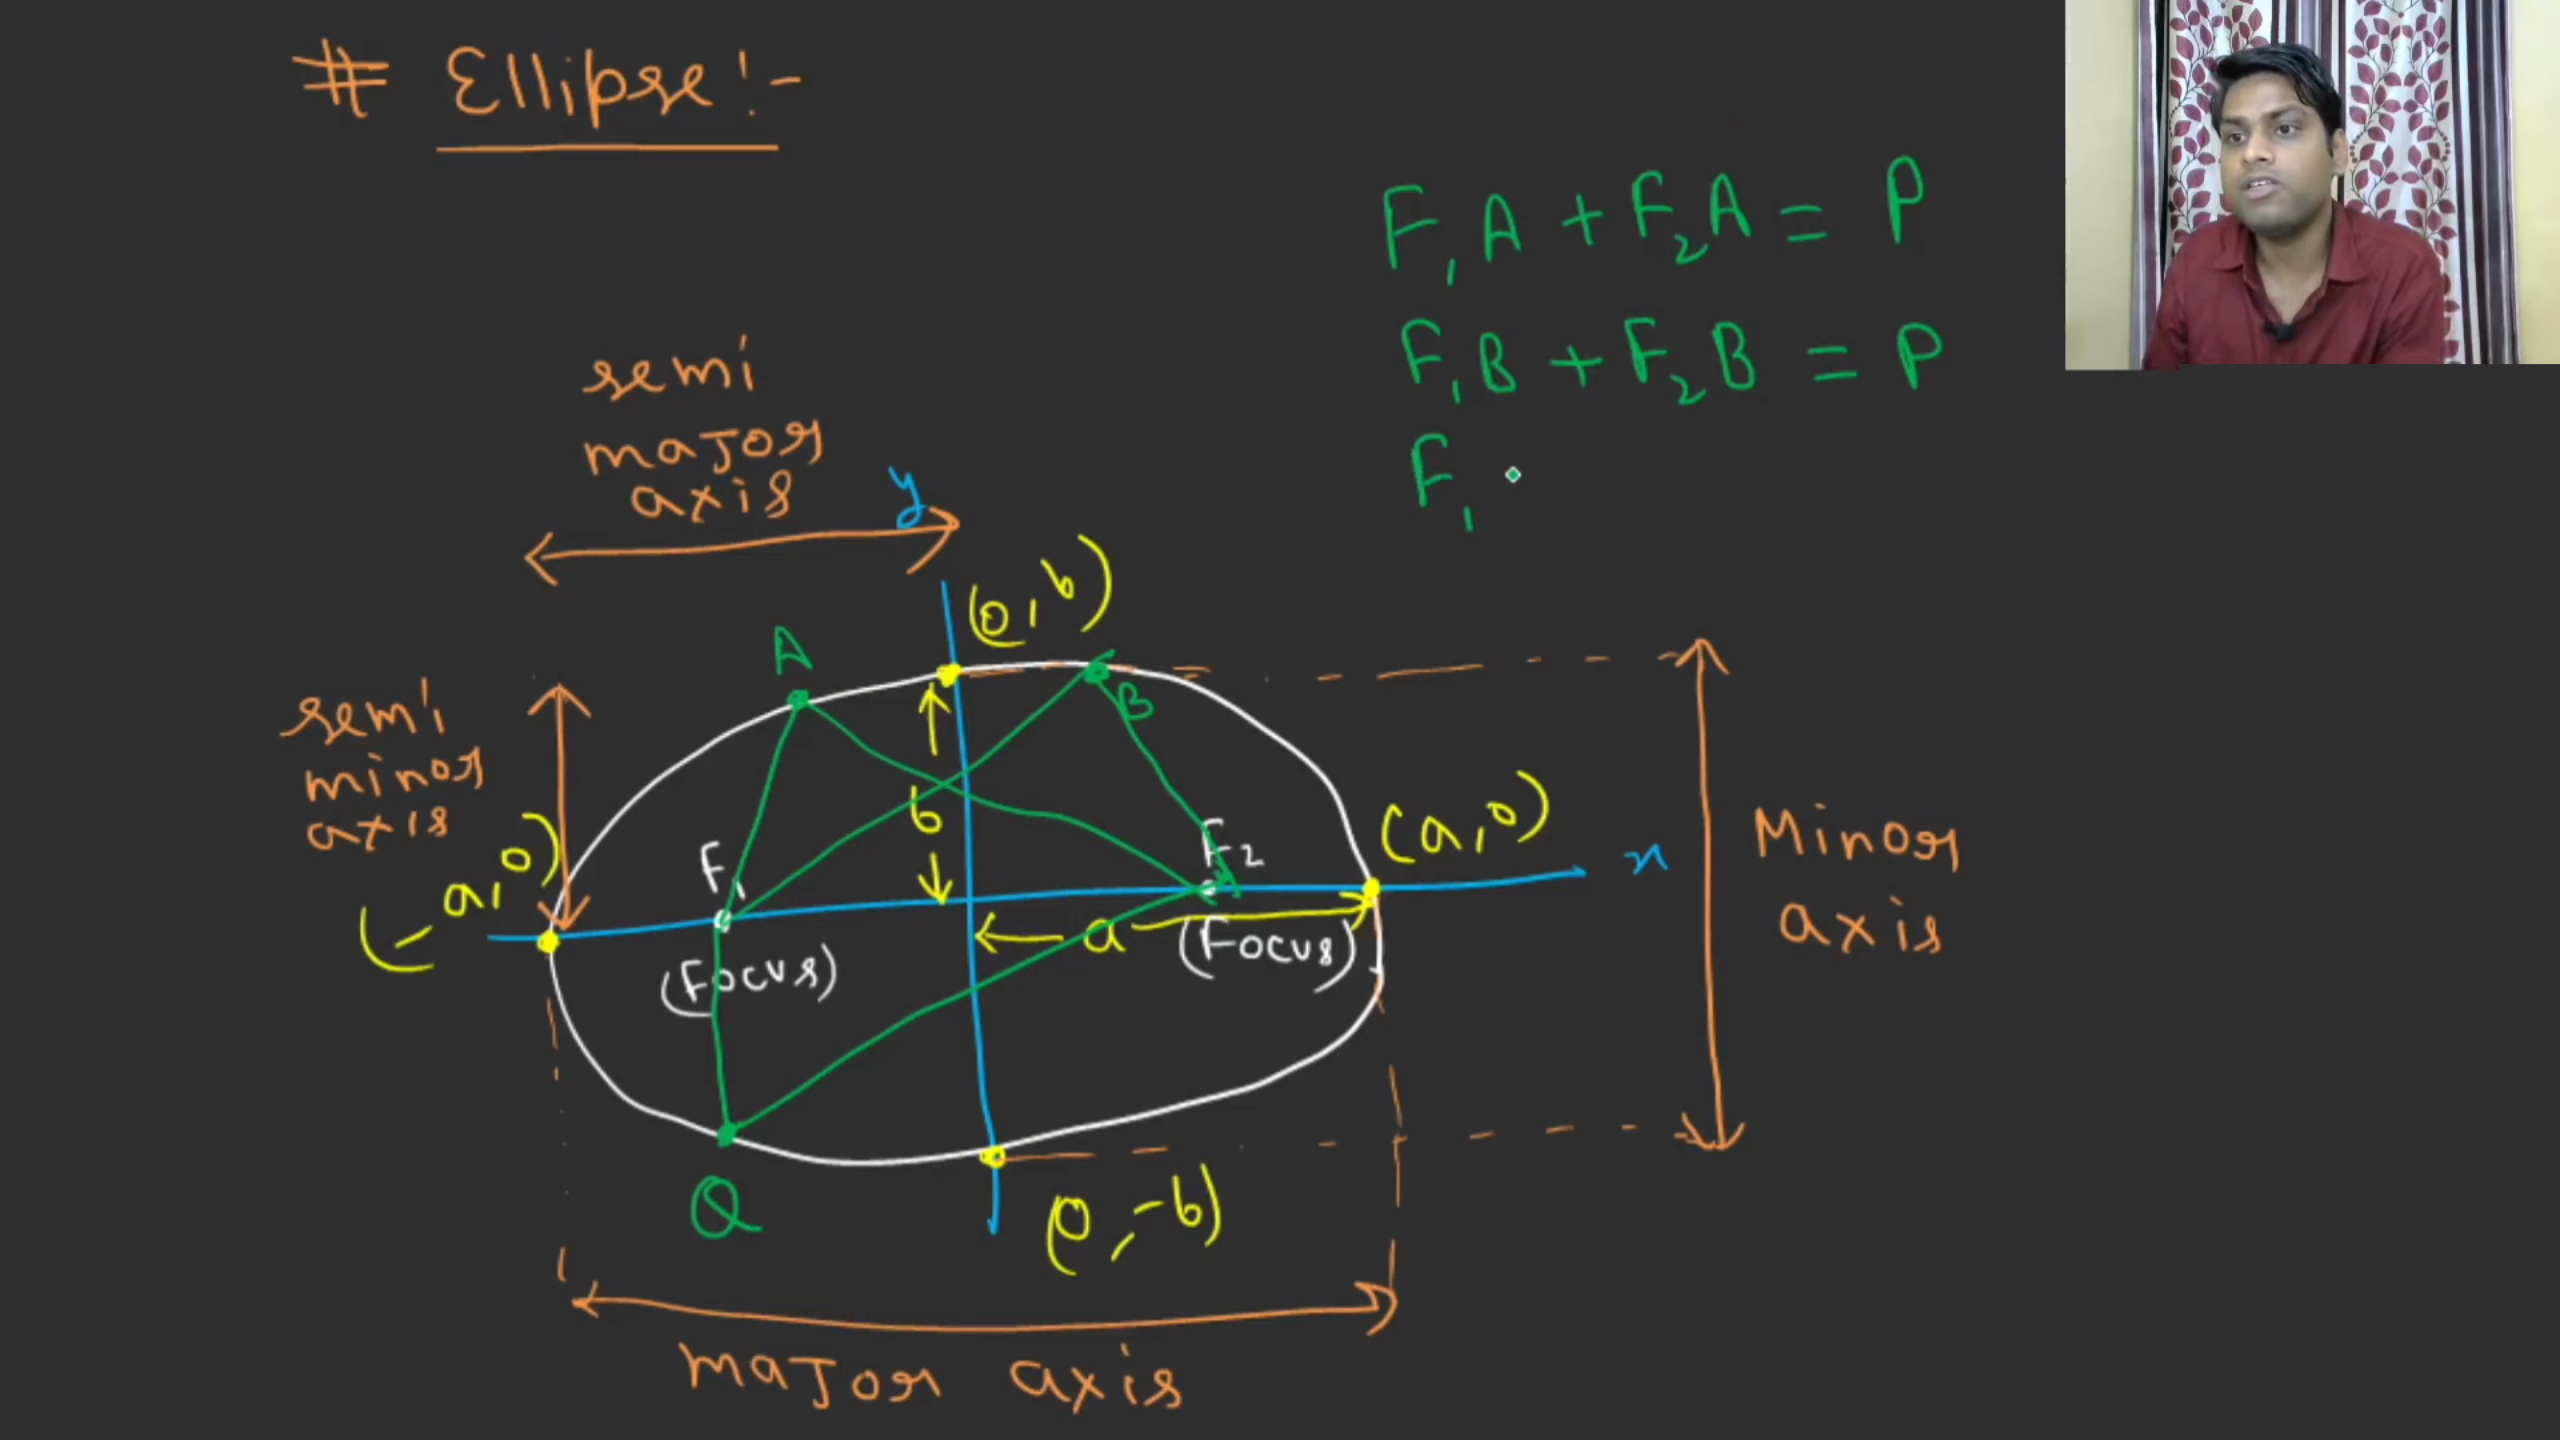 # Ellipse :-
F₁A + F₂A = P
F₁B + F₂B = P
F₁
semi
major
axis
y
(0, b)
A
B
semi
minor
axis
b
(a, 0)
F₁
F₂
x
(-a, 0)
a
(Focus)
(Focus)
Minor
axis
Q
(0, -b)
major axis